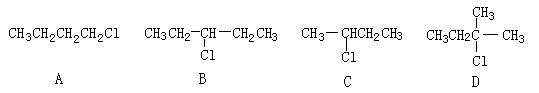 CH₃
CH₃CH₂CH₂CH₂Cl CH₃CH₂—CH—CH₂CH₃ CH₃—CHCH₂CH₃ CH₃CH₂C—CH₃
Cl Cl Cl
A B C D